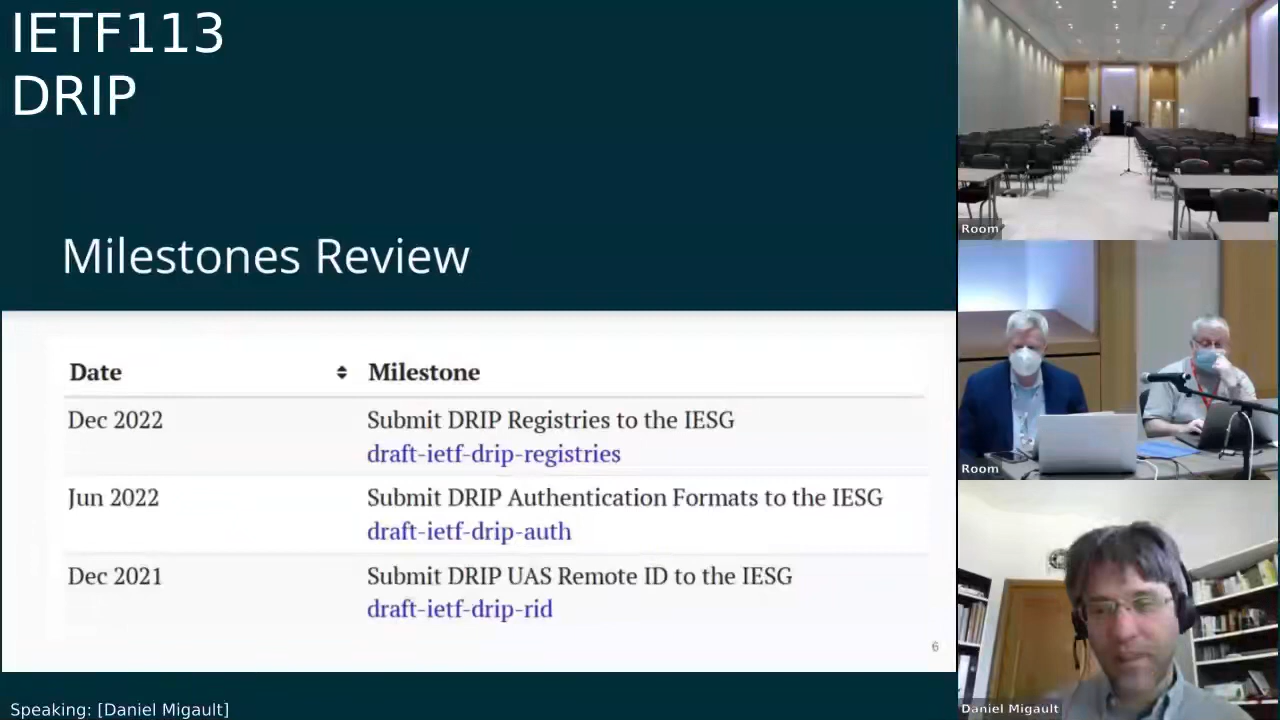 IETF113
DRIP
Milestones Review
Date Milestone
Dec 2022 Submit DRIP Registries to the IESG
draft-ietf-drip-registries
Jun 2022 Submit DRIP Authentication Formats to the IESG
draft-ietf-drip-auth
Dec 2021 Submit DRIP UAS Remote ID to the IESG
draft-ietf-drip-rid
6
Speaking: [Daniel Migault]
Room
Room
Daniel Migault